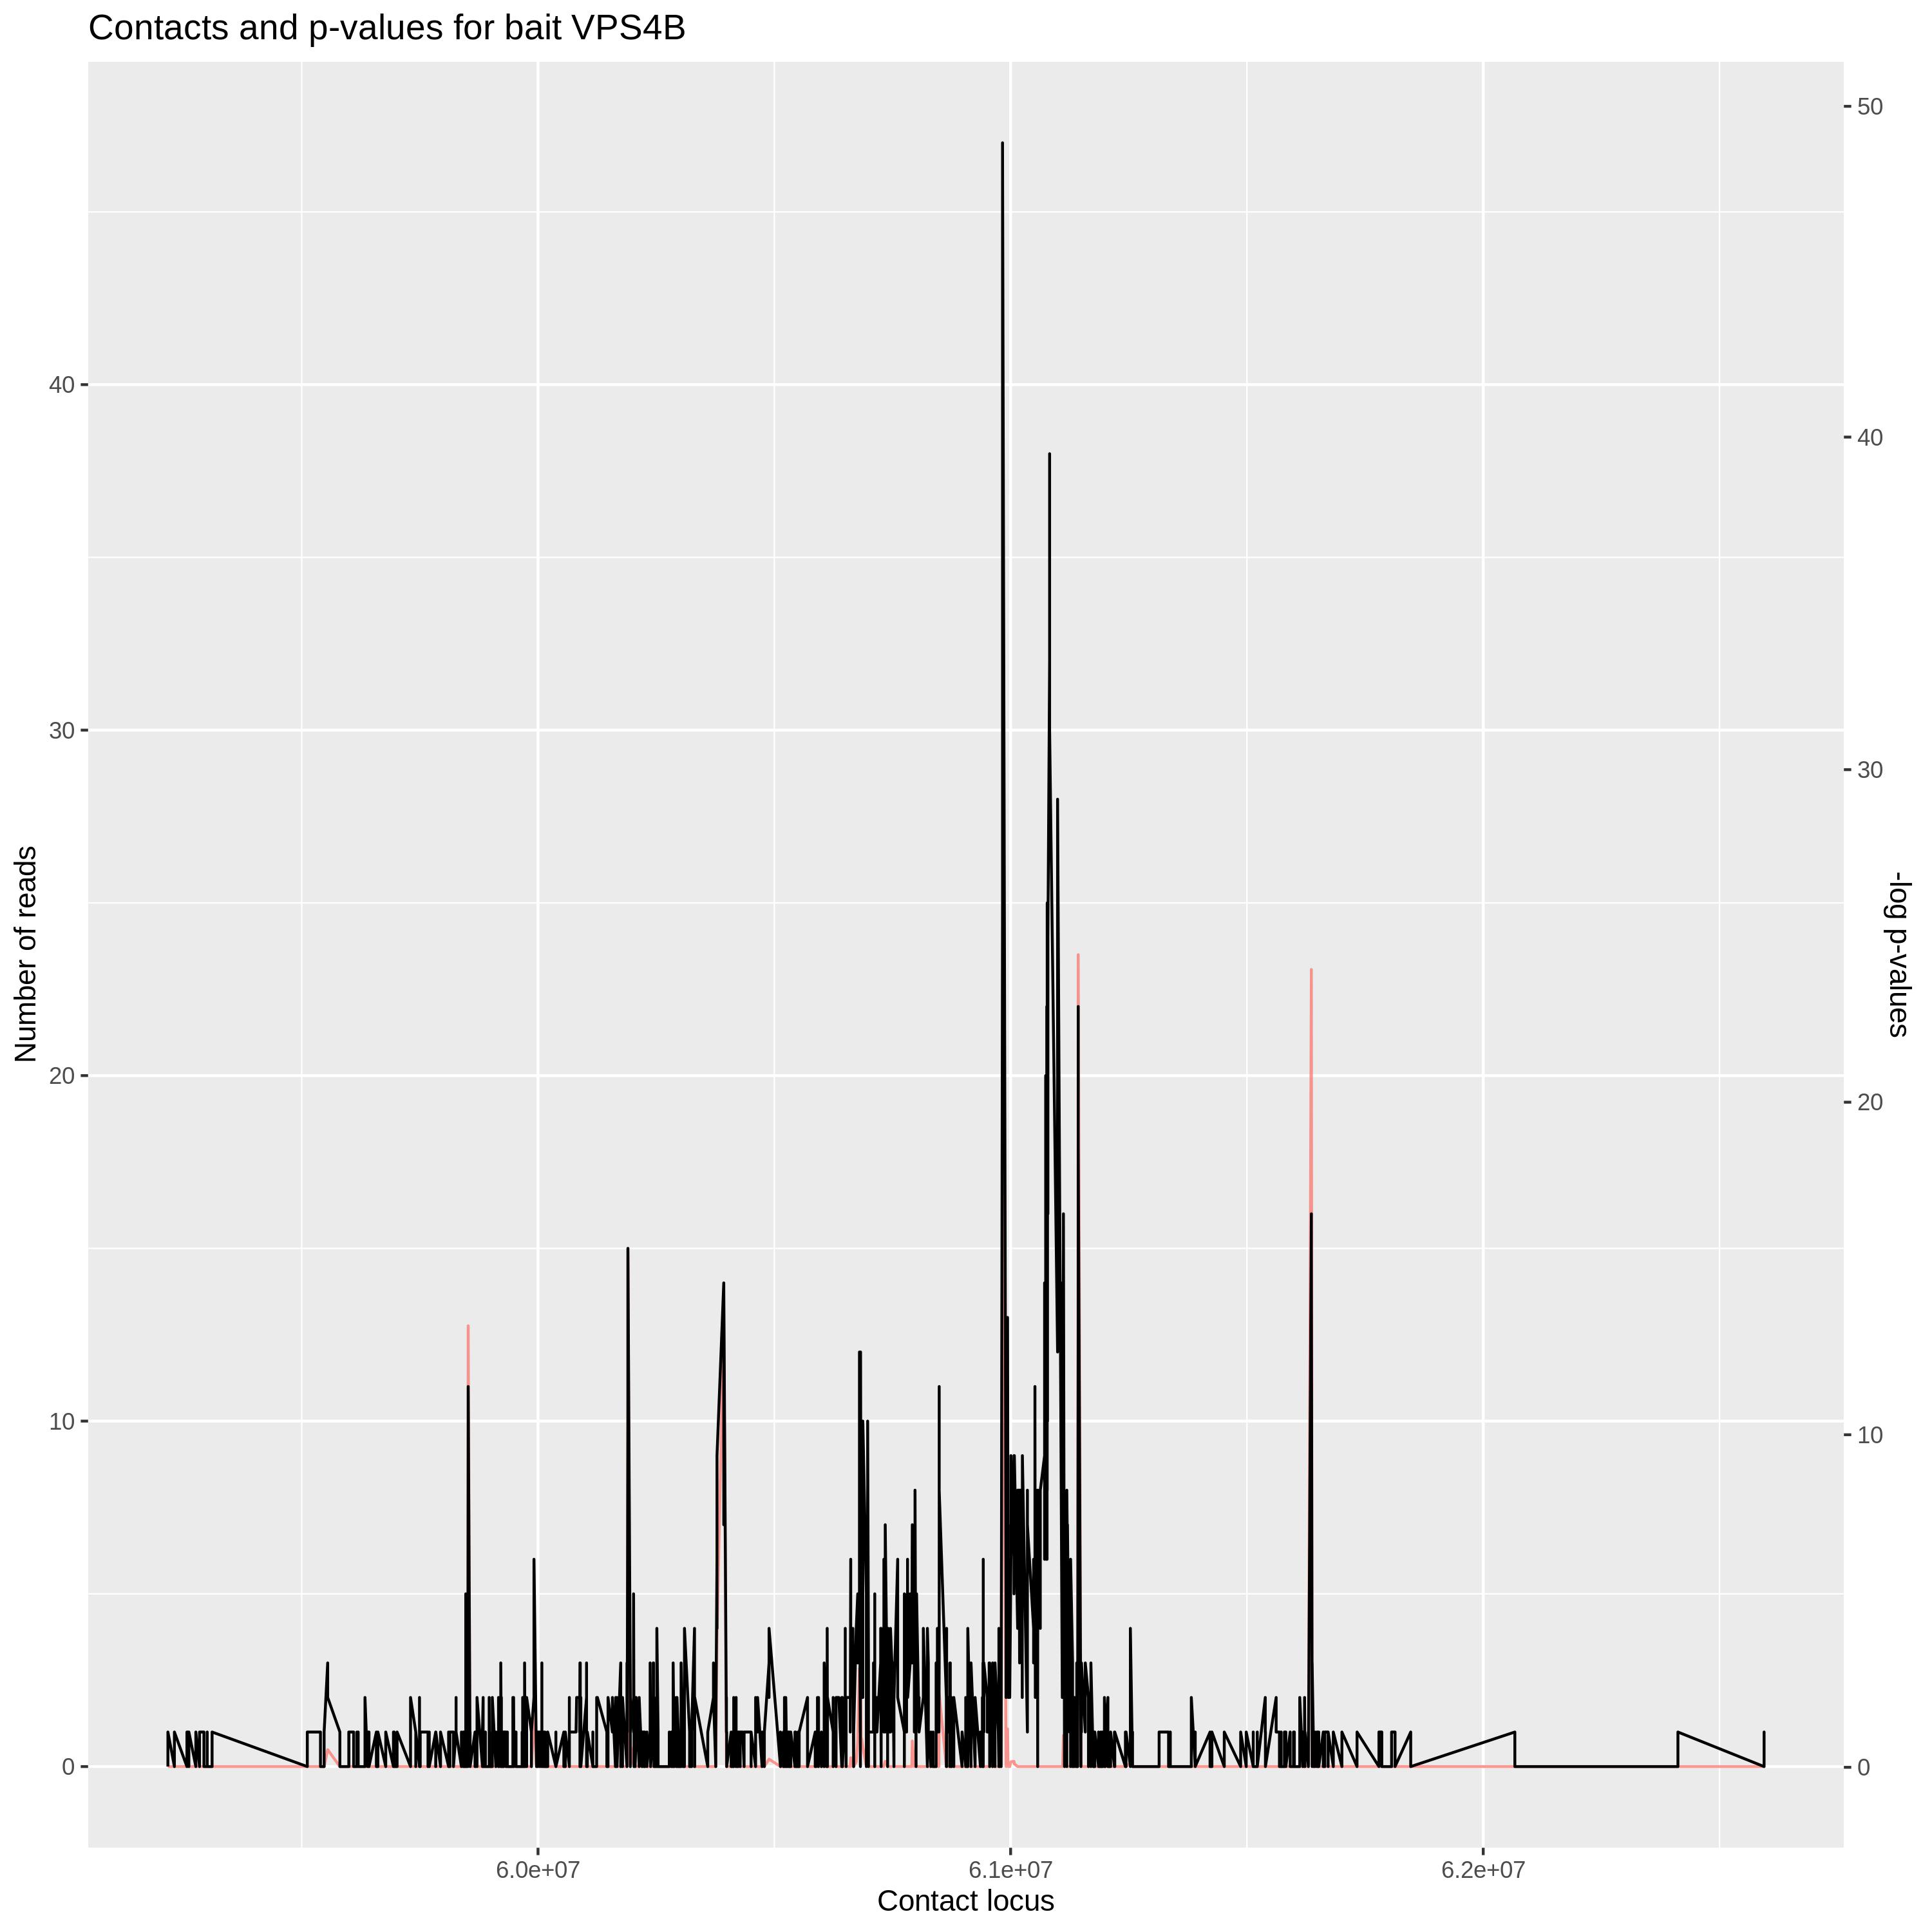 Contacts and p-values for bait VPS4B
50
40
40
30
30
20
20
10
10
0
0
Number of reads
-log p-values
6.0e+07
6.1e+07
6.2e+07
Contact locus